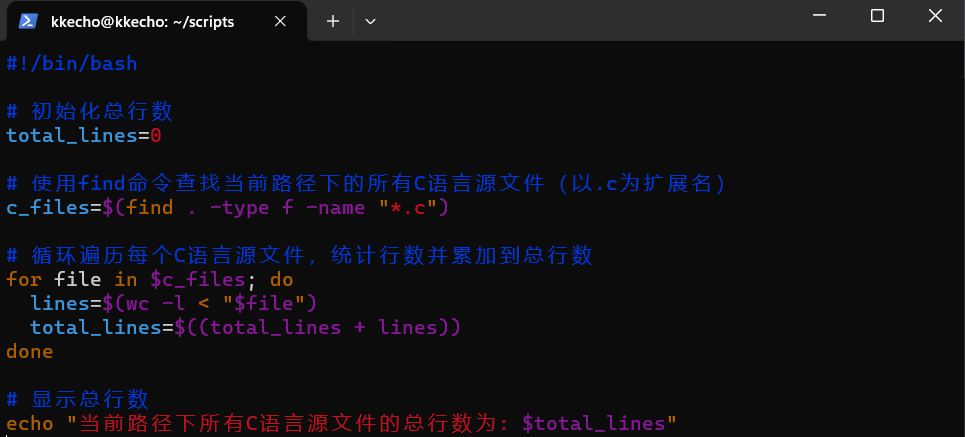 kkecho@kkecho: ~/scripts
#!/bin/bash
# 初始化总行数
total_lines=0
# 使用find命令查找当前路径下的所有C语言源文件（以.c为扩展名）
c_files=$(find . -type f -name "*.c")
# 循环遍历每个C语言源文件，统计行数并累加到总行数
for file in $c_files; do
  lines=$(wc -l < "$file")
  total_lines=$((total_lines + lines))
done
# 显示总行数
echo "当前路径下所有C语言源文件的总行数为: $total_lines"